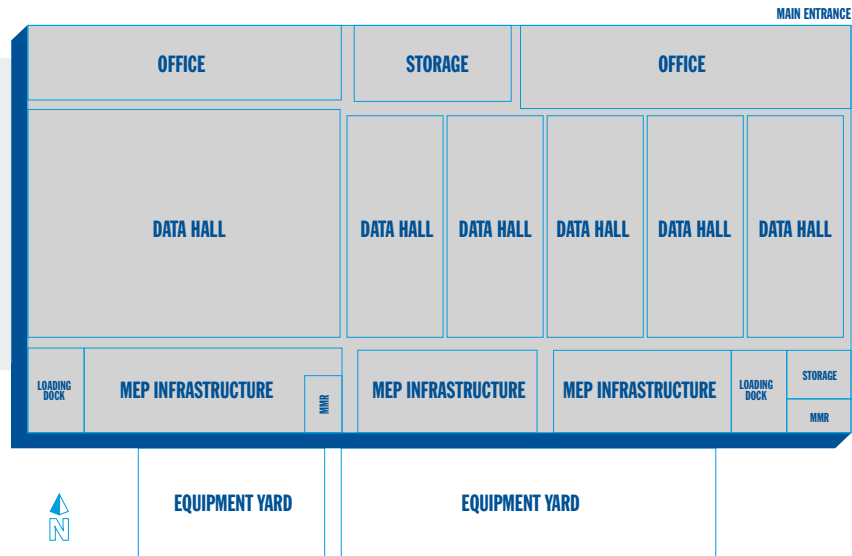 MAIN ENTRANCE
OFFICE
STORAGE
OFFICE
DATA HALL
DATA HALL
DATA HALL
DATA HALL
DATA HALL
DATA HALL
LOADING
DOCK
MEP INFRASTRUCTURE
MMR
MEP INFRASTRUCTURE
MEP INFRASTRUCTURE
LOADING
DOCK
STORAGE
MMR
EQUIPMENT YARD
EQUIPMENT YARD
N